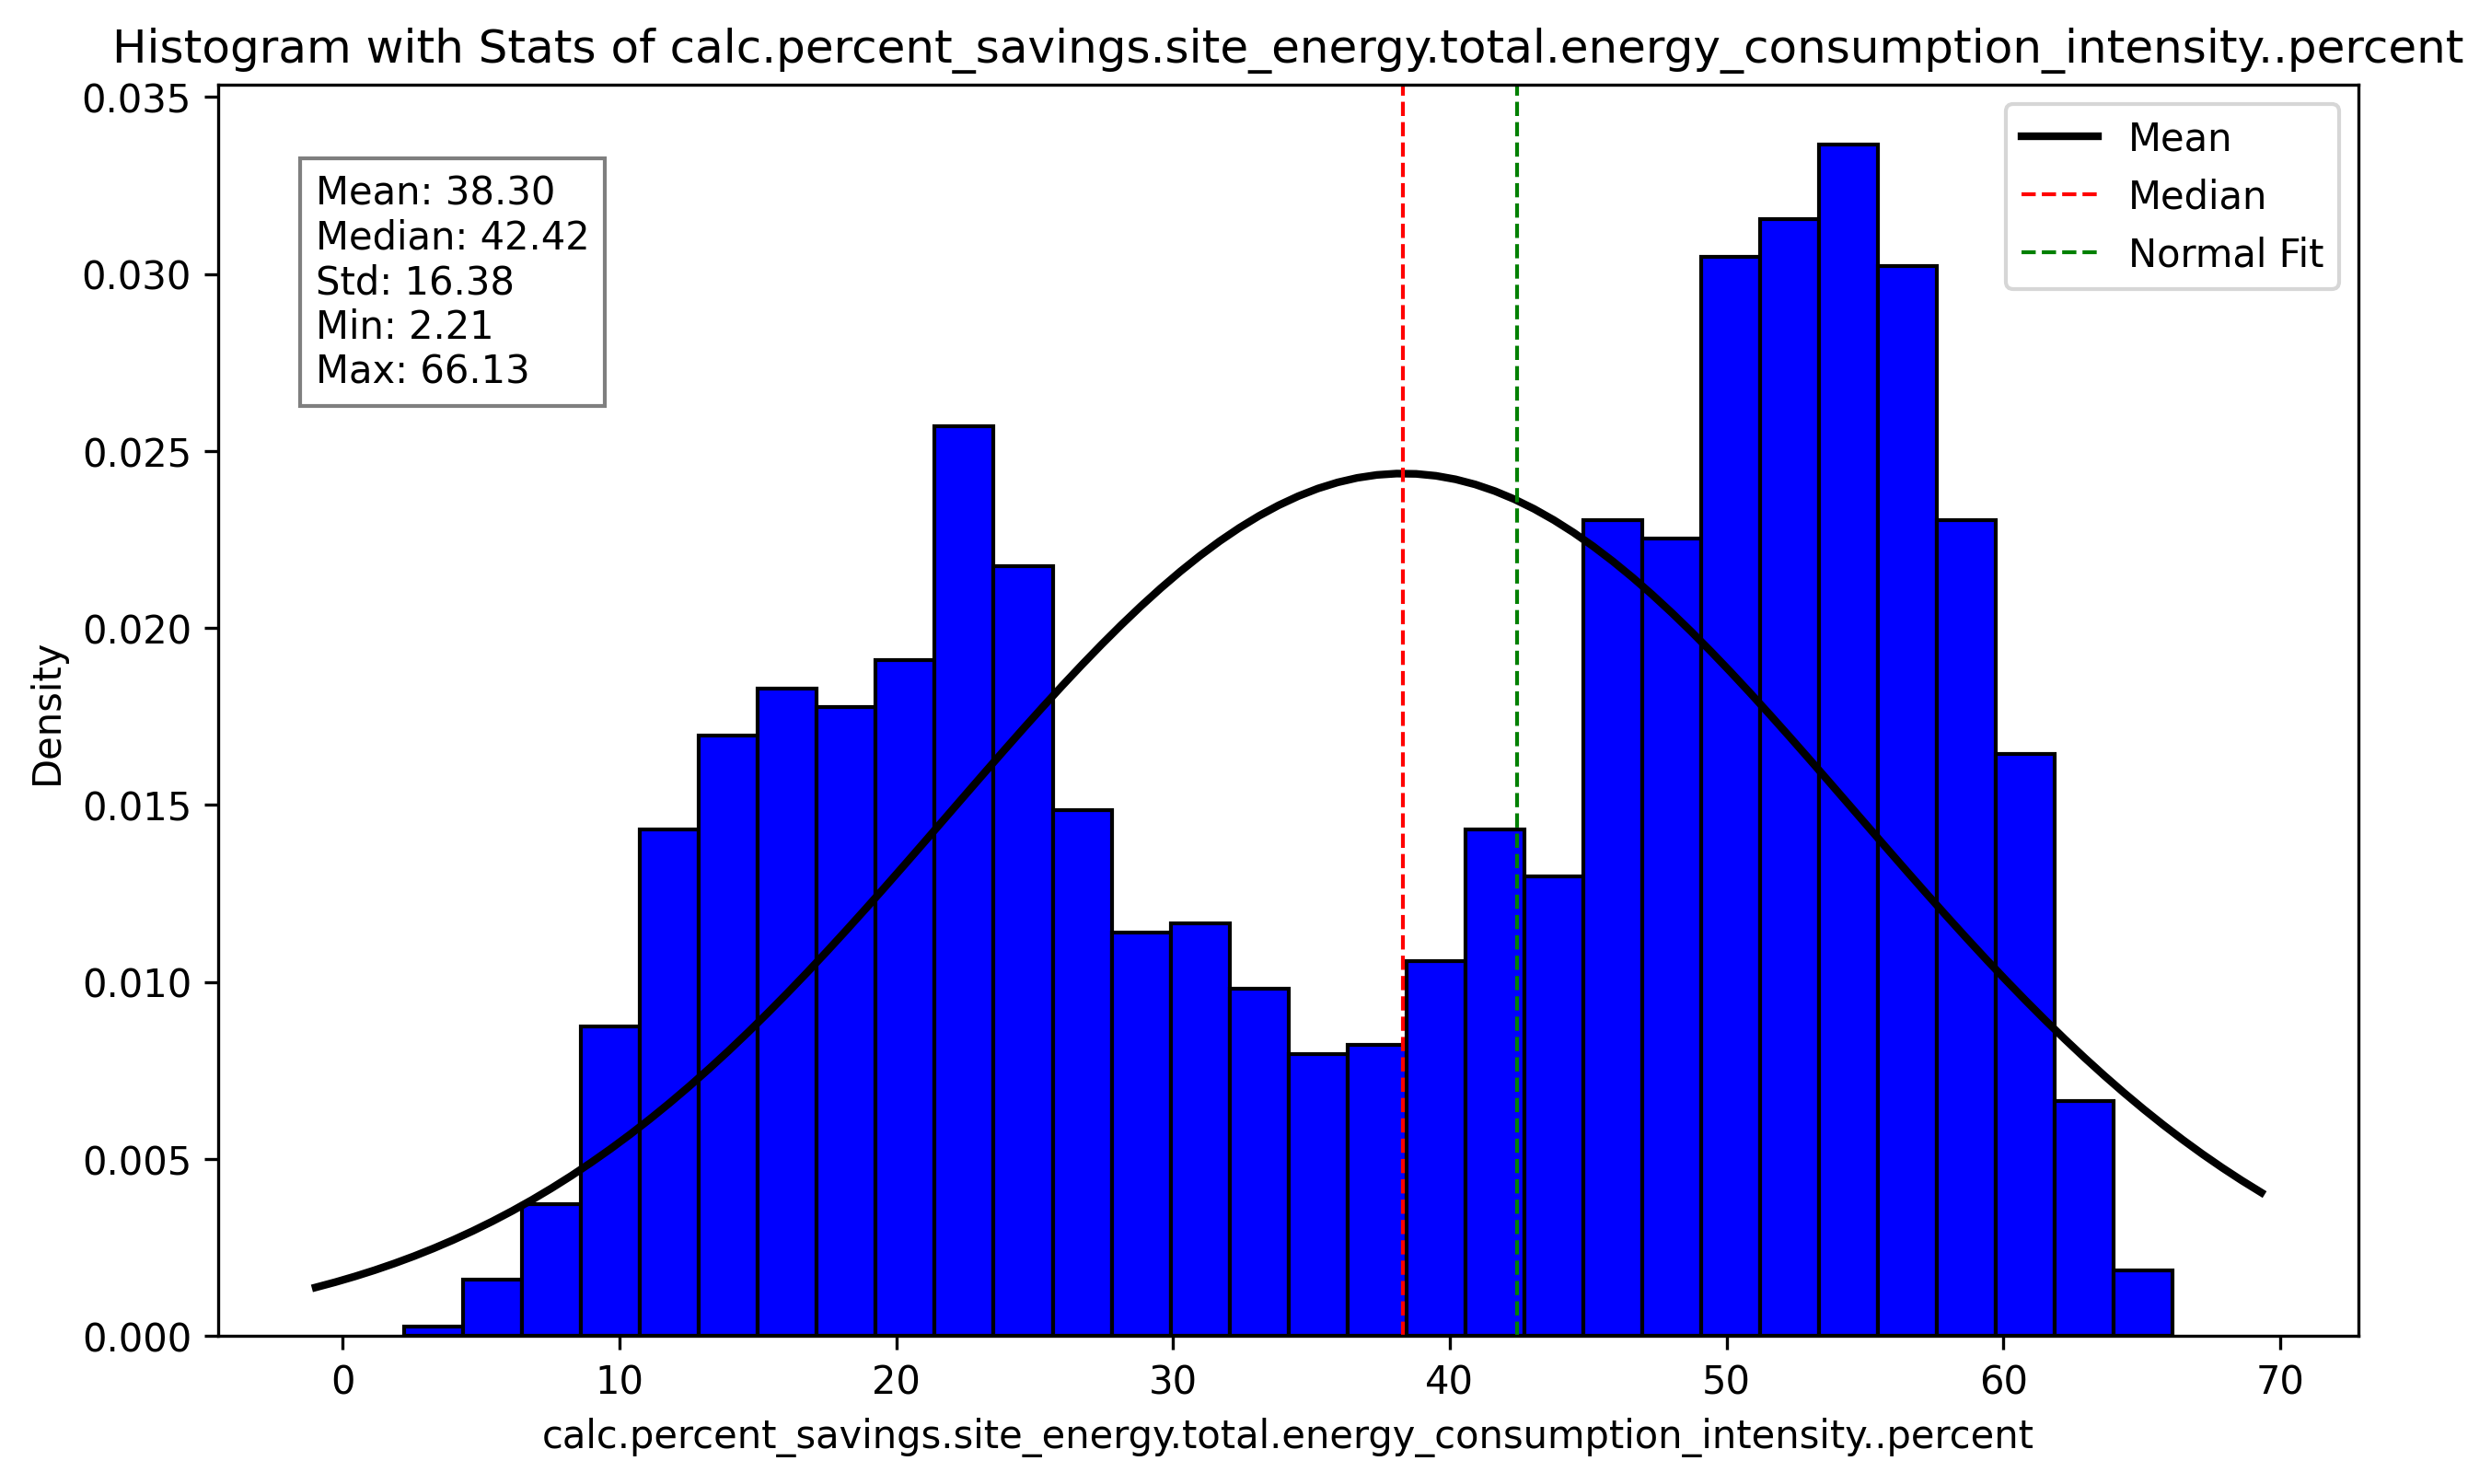 Histogram with Stats of calc.percent_savings.site_energy.total.energy_consumption_intensity..percent
0.035
0.030
0.025
0.020
0.015
0.010
0.005
0.000
Density
Mean: 38.30
Median: 42.42
Std: 16.38
Min: 2.21
Max: 66.13
Mean
Median
Normal Fit
0 10 20 30 40 50 60 70
calc.percent_savings.site_energy.total.energy_consumption_intensity..percent